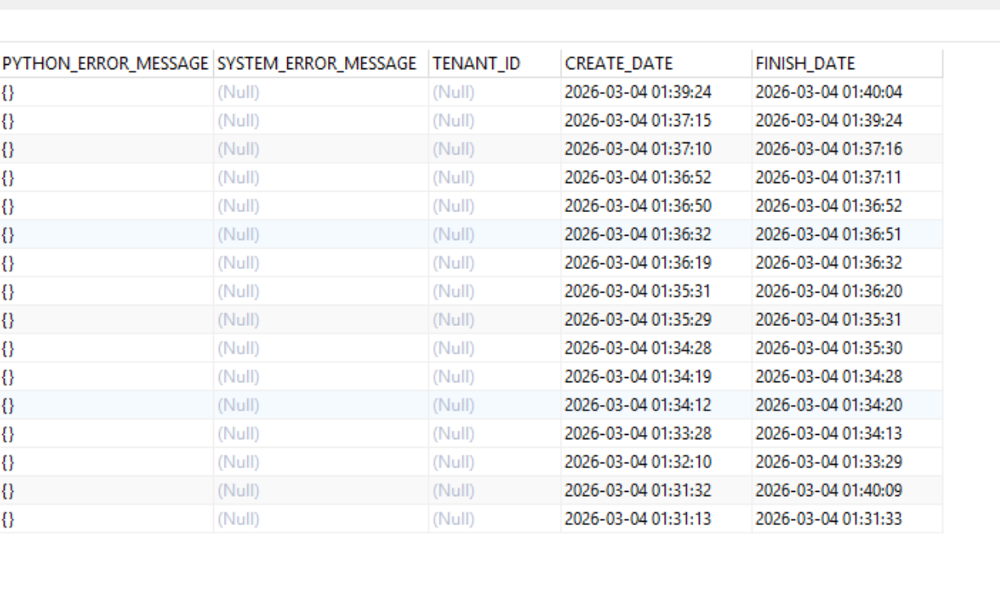 PYTHON_ERROR_MESSAGE SYSTEM_ERROR_MESSAGE TENANT_ID CREATE_DATE FINISH_DATE
{} (Null) (Null) 2026-03-04 01:39:24 2026-03-04 01:40:04
{} (Null) (Null) 2026-03-04 01:37:15 2026-03-04 01:39:24
{} (Null) (Null) 2026-03-04 01:37:10 2026-03-04 01:37:16
{} (Null) (Null) 2026-03-04 01:36:52 2026-03-04 01:37:11
{} (Null) (Null) 2026-03-04 01:36:50 2026-03-04 01:36:52
{} (Null) (Null) 2026-03-04 01:36:32 2026-03-04 01:36:51
{} (Null) (Null) 2026-03-04 01:36:19 2026-03-04 01:36:32
{} (Null) (Null) 2026-03-04 01:35:31 2026-03-04 01:36:20
{} (Null) (Null) 2026-03-04 01:35:29 2026-03-04 01:35:31
{} (Null) (Null) 2026-03-04 01:34:28 2026-03-04 01:35:30
{} (Null) (Null) 2026-03-04 01:34:19 2026-03-04 01:34:28
{} (Null) (Null) 2026-03-04 01:34:12 2026-03-04 01:34:20
{} (Null) (Null) 2026-03-04 01:33:28 2026-03-04 01:34:13
{} (Null) (Null) 2026-03-04 01:32:10 2026-03-04 01:33:29
{} (Null) (Null) 2026-03-04 01:31:32 2026-03-04 01:40:09
{} (Null) (Null) 2026-03-04 01:31:13 2026-03-04 01:31:33